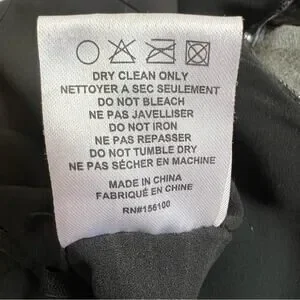 DRY CLEAN ONLY
NETTOYER A SEC SEULEMENT
DO NOT BLEACH
NE PAS JAVELLISER
DO NOT IRON
NE PAS REPASSER
DO NOT TUMBLE DRY
NE PAS SÉCHER EN MACHINE
MADE IN CHINA
FABRIQUÉ EN CHINE
RN#156100